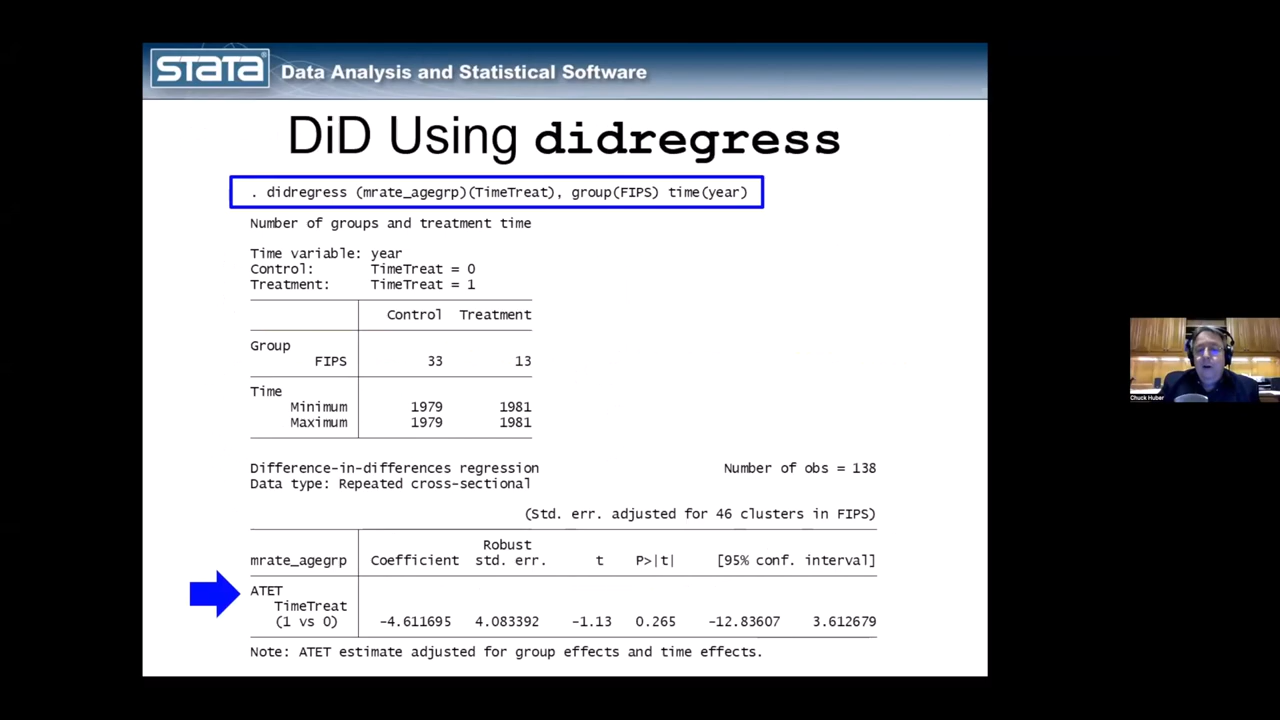 STATA Data Analysis and Statistical Software
DiD Using didregress
. didregress (mrate_agegrp)(TimeTreat), group(FIPS) time(year)
Number of groups and treatment time
Time variable: year
Control: TimeTreat = 0
Treatment: TimeTreat = 1
Control Treatment
Group
FIPS 33 13
Time
Minimum 1979 1981
Maximum 1979 1981
Difference-in-differences regression Number of obs = 138
Data type: Repeated cross-sectional
(Std. err. adjusted for 46 clusters in FIPS)
Robust
mrate_agegrp Coefficient std. err. t P>|t| [95% conf. interval]
ATET
TimeTreat
(1 vs 0) -4.611695 4.083392 -1.13 0.265 -12.83607 3.612679
Note: ATET estimate adjusted for group effects and time effects.
Chuck Huber